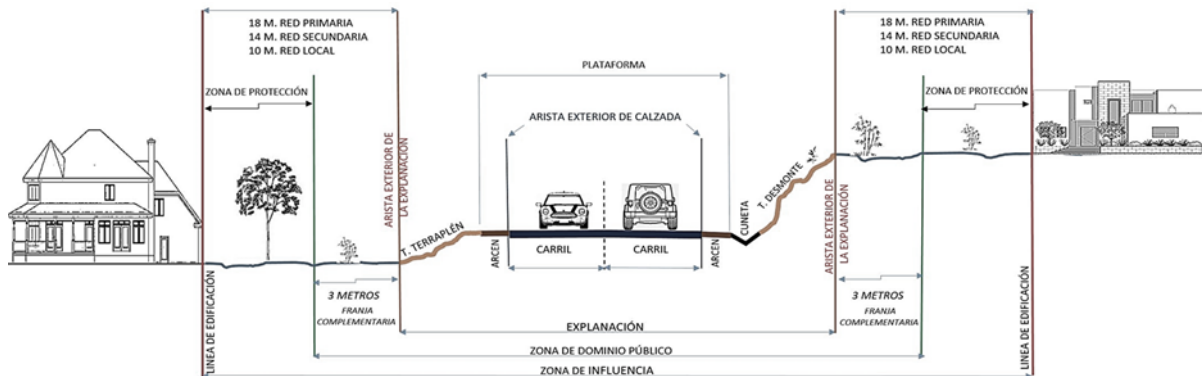 18 M. RED PRIMARIA
14 M. RED SECUNDARIA
10 M. RED LOCAL
18 M. RED PRIMARIA
14 M. RED SECUNDARIA
10 M. RED LOCAL
PLATAFORMA
ZONA DE PROTECCIÓN
ZONA DE PROTECCIÓN
ARISTA EXTERIOR DE CALZADA
ARISTA EXTERIOR DE
LA EXPLANACIÓN
T. TERRAPLÉN
ARCEN
CARRIL
CARRIL
ARCEN
CUNETA
T. DESMONTE
ARISTA EXTERIOR DE
LA EXPLANACIÓN
LINEA DE EDIFICACIÓN
3 METROS
FRANJA
COMPLEMENTARIA
3 METROS
FRANJA
COMPLEMENTARIA
LINEA DE EDIFICACIÓN
EXPLANACIÓN
ZONA DE DOMINIO PÚBLICO
ZONA DE INFLUENCIA